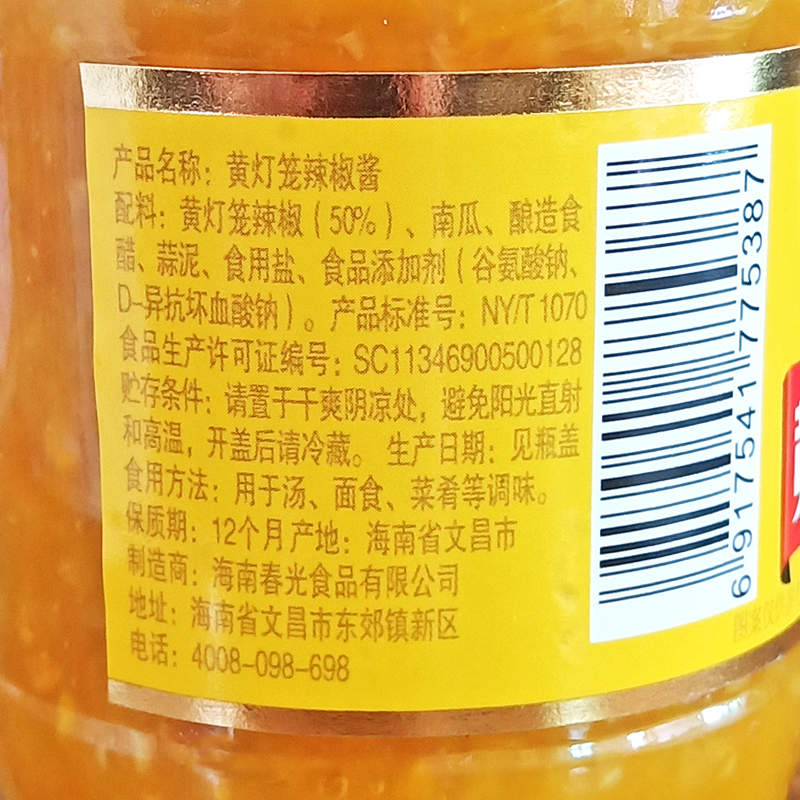 产品名称：黄灯笼辣椒酱
配料：黄灯笼辣椒（50%）、南瓜、酿造食
醋、蒜泥、食用盐、食品添加剂（谷氨酸钠、
D-异抗坏血酸钠）。产品标准号：NY/T 1070
食品生产许可证编号：SC11346900500128
贮存条件：请置于干爽阴凉处，避免阳光直射
和高温，开盖后请冷藏。 生产日期：见瓶盖
食用方法：用于汤、面食、菜肴等调味。
保质期：12个月 产地：海南省文昌市
制造商：海南春光食品有限公司
地址：海南省文昌市东郊镇新区
电话：4008-098-698
6917541775387